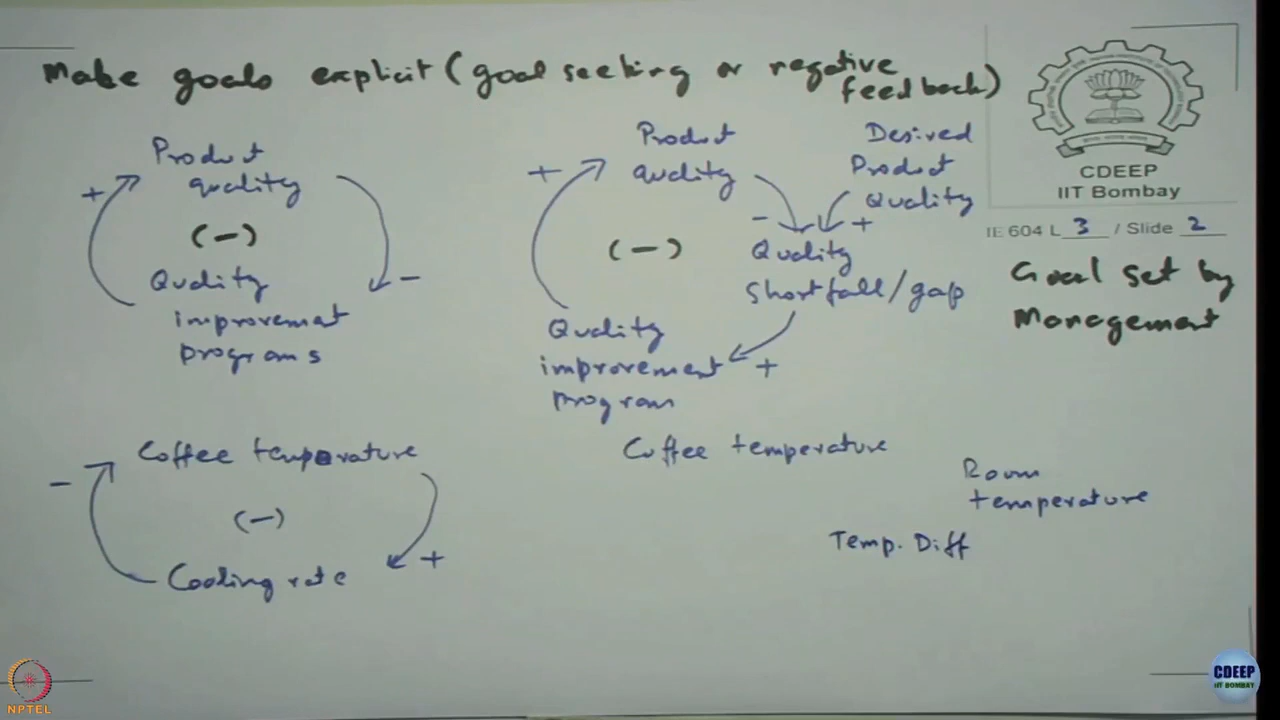 Make goals explicit (goal seeking or negative
feedback)
Product
quality
+
(-)
-
Quality
improvemat
programs
Product
quality
Desired
Product
Quality
+
-
+
(-)
Quality
shortfall/gap
Quality
improvement
program
+
CDEEP
IIT Bombay
IE 604 L 3 / Slide 2
Goal set by
Management
Coffee temperature
-
(-)
+
Cooling rate
Coffee temperature
Room
temperature
Temp. Diff
NPTEL
CDEEP
IIT BOMBAY